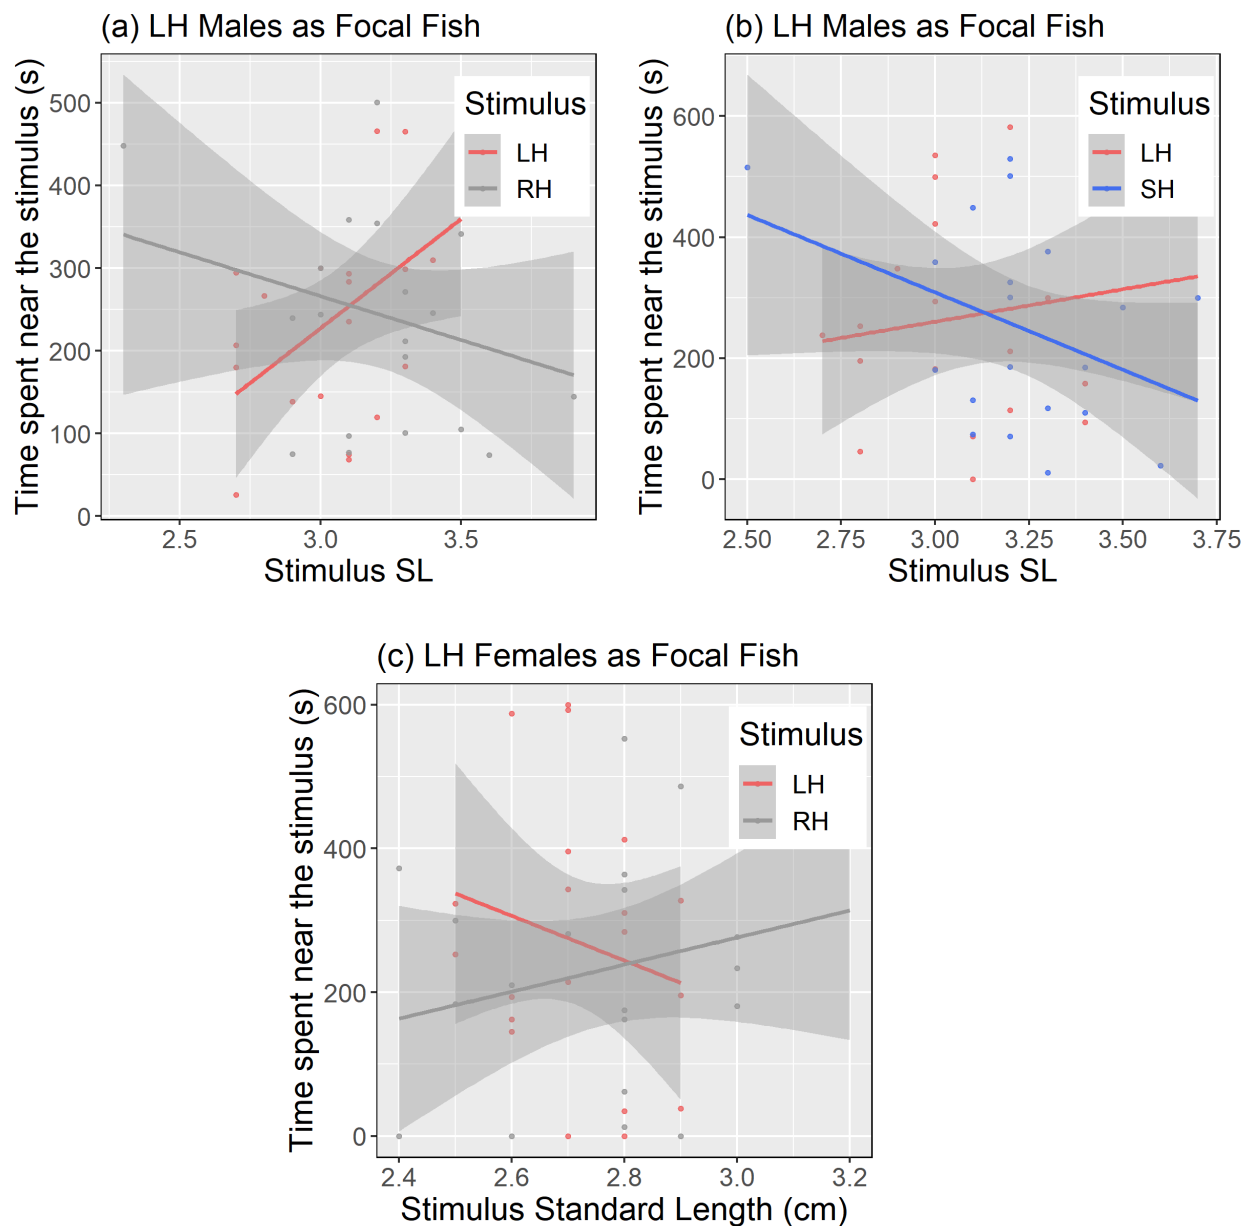 (a) LH Males as Focal Fish
Time spent near the stimulus (s)
500
400
300
200
100
0
2.5
3.0
3.5
Stimulus SL
Stimulus
LH
RH
(b) LH Males as Focal Fish
Time spent near the stimulus (s)
600
400
200
0
2.50
2.75
3.00
3.25
3.50
3.75
Stimulus SL
Stimulus
LH
SH
(c) LH Females as Focal Fish
Time spent near the stimulus (s)
600
400
200
0
2.4
2.6
2.8
3.0
3.2
Stimulus Standard Length (cm)
Stimulus
LH
RH